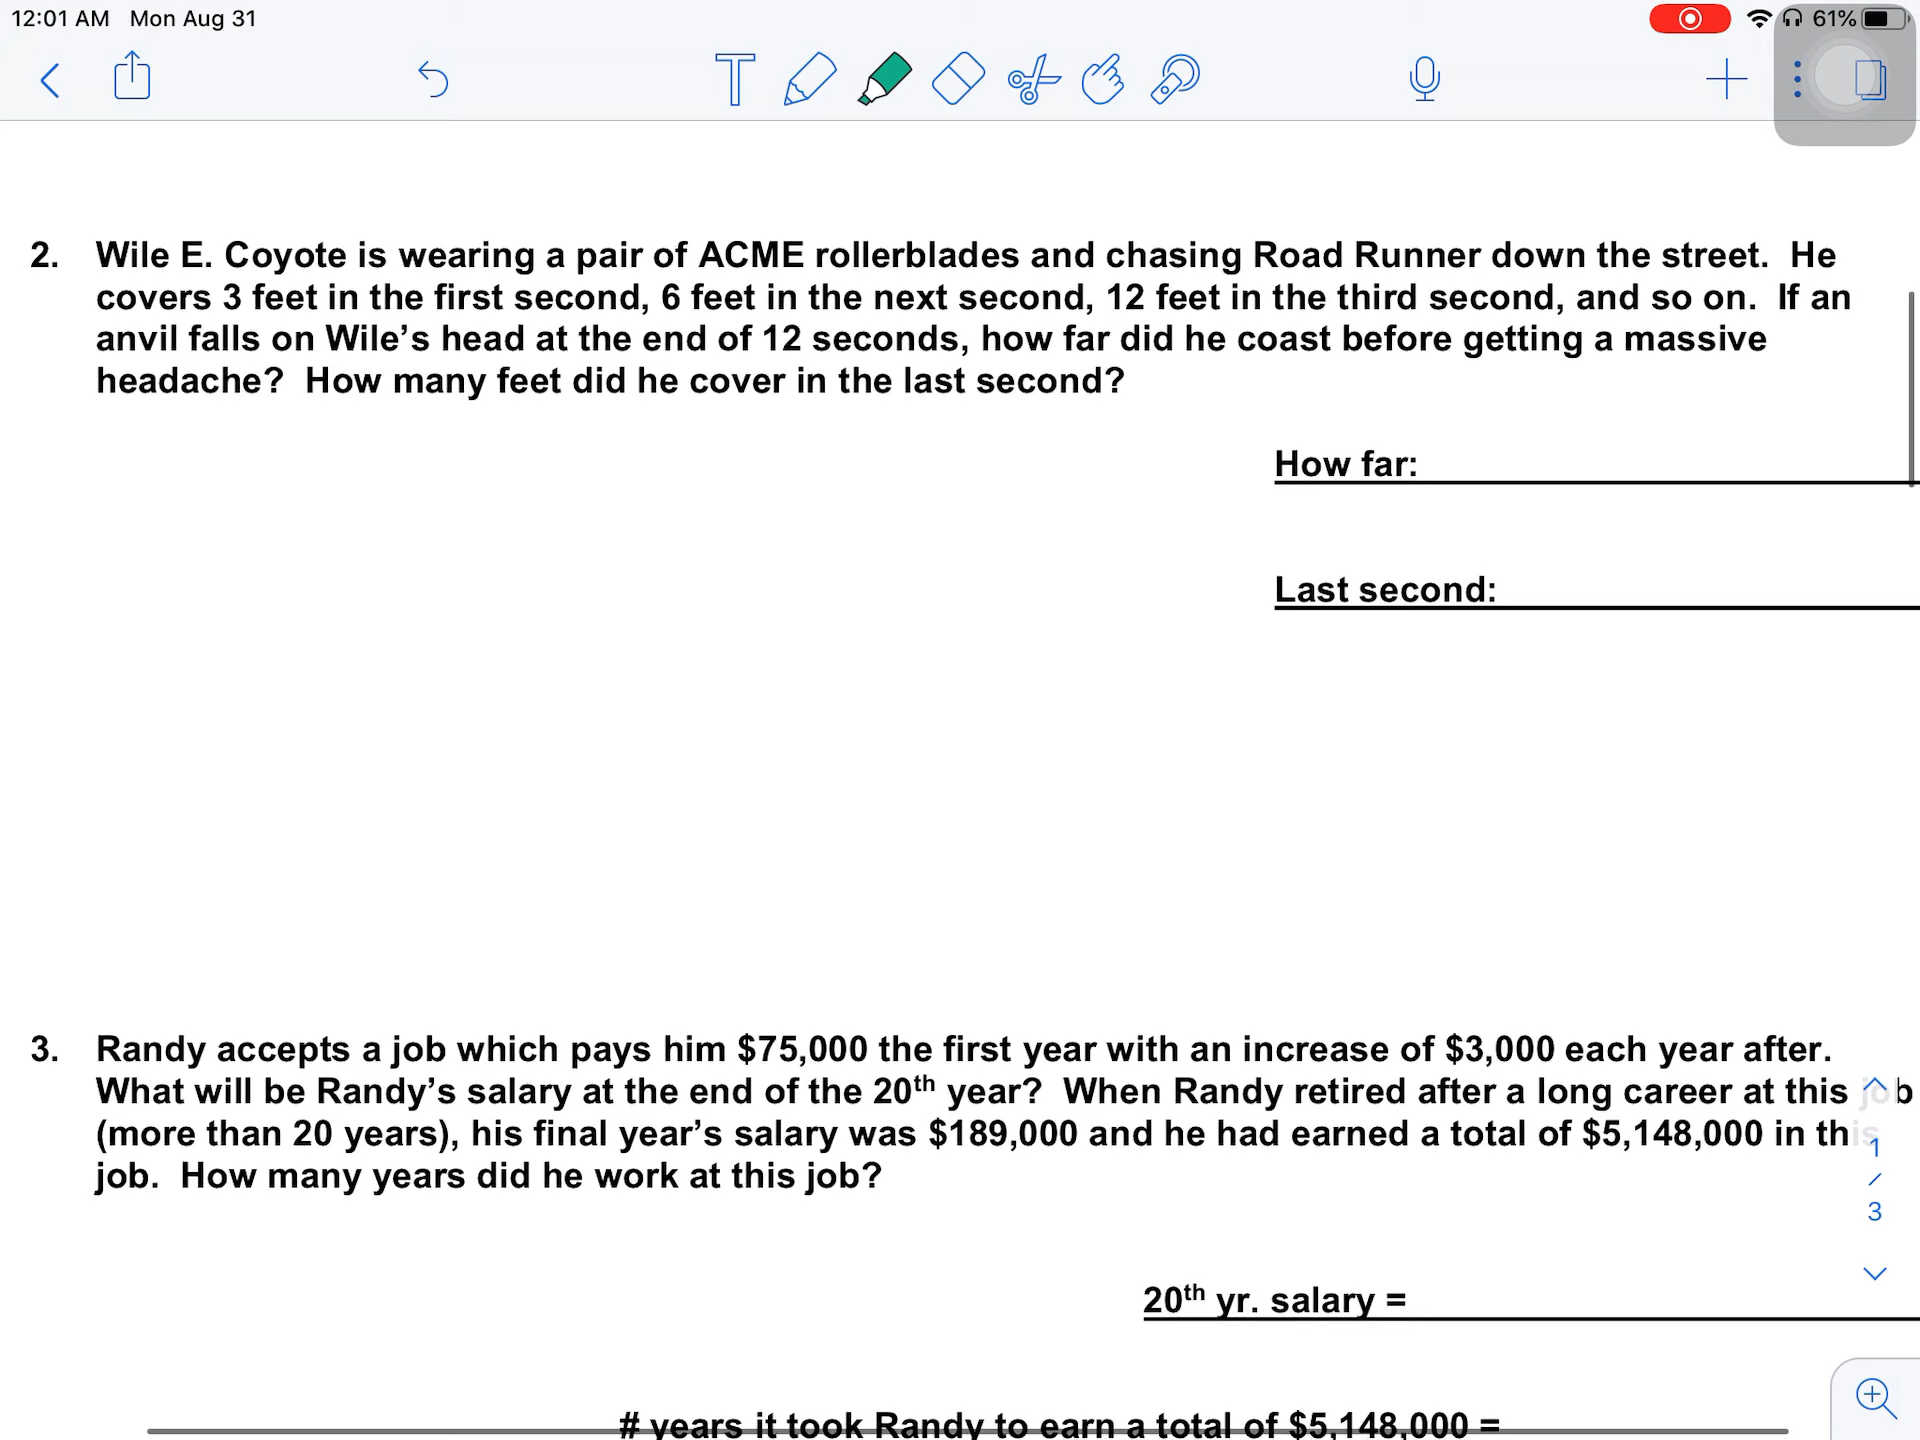 12:01 AM Mon Aug 31
61%
2. Wile E. Coyote is wearing a pair of ACME rollerblades and chasing Road Runner down the street. He
covers 3 feet in the first second, 6 feet in the next second, 12 feet in the third second, and so on. If an
anvil falls on Wile's head at the end of 12 seconds, how far did he coast before getting a massive
headache? How many feet did he cover in the last second?
How far:
Last second:
3. Randy accepts a job which pays him $75,000 the first year with an increase of $3,000 each year after.
What will be Randy's salary at the end of the 20th year? When Randy retired after a long career at this job
(more than 20 years), his final year's salary was $189,000 and he had earned a total of $5,148,000 in this
job. How many years did he work at this job?
1
/
3
20th yr. salary =
# years it took Randy to earn a total of $5,148,000 =